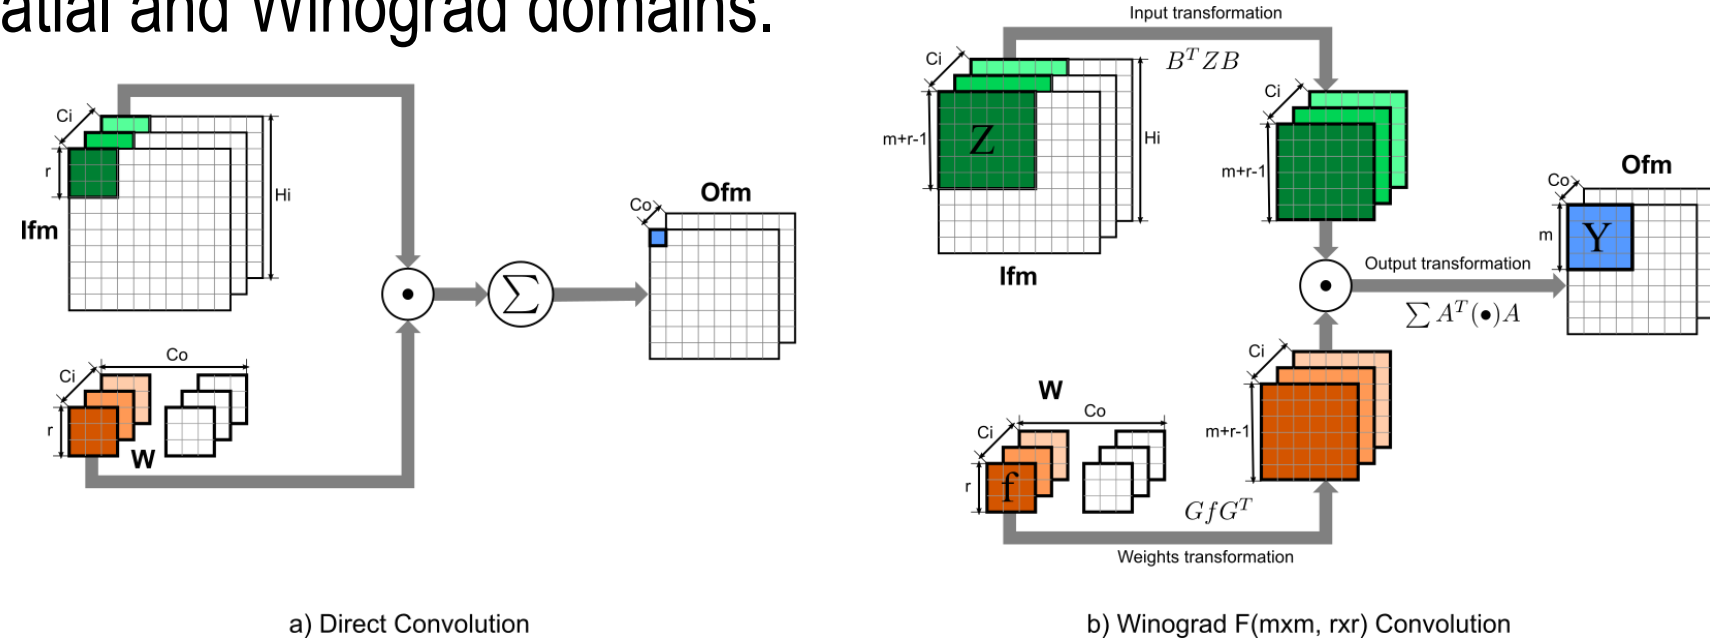 atial and Winograd domains.
Ci
r
Hi
Ifm
Co
Ofm
Σ
Co
Ci
r
W
a) Direct Convolution
Input transformation
B^T Z B
Ci
m+r-1
Z
Hi
Ifm
Ci
m+r-1
Output transformation
∑ A^T (•) A
Co
Ofm
m
Y
Ci
m+r-1
W
Co
Ci
r
f
G f G^T
Weights transformation
b) Winograd F(mxm, rxr) Convolution